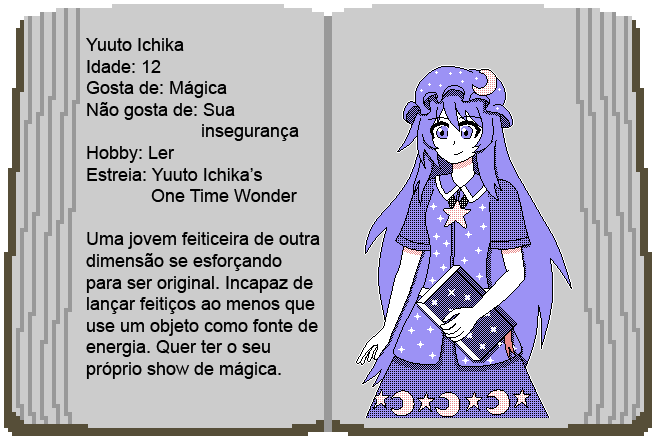 Yuuto Ichika
Idade: 12
Gosta de: Mágica
Não gosta de: Sua
insegurança
Hobby: Ler
Estreia: Yuuto Ichika's
One Time Wonder
Uma jovem feiticeira de outra
dimensão se esforçando
para ser original. Incapaz de
lançar feitiços ao menos que
use um objeto como fonte de
energia. Quer ter o seu
próprio show de mágica.